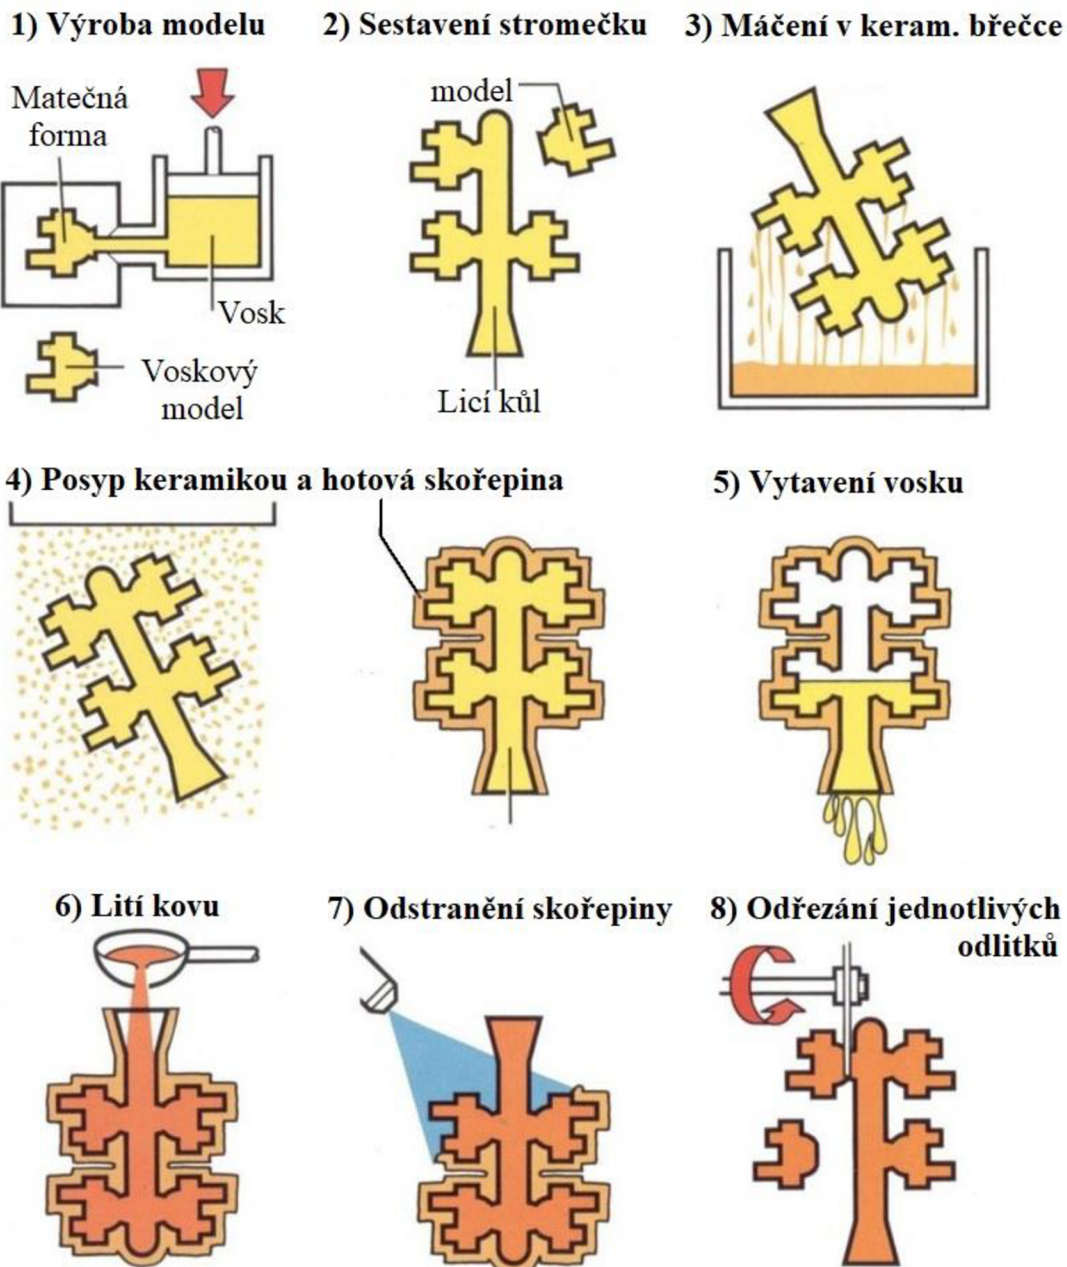 1) Výroba modelu
2) Sestavení stromečku
3) Máčení v keram. břečce
Matečná
forma
Vosk
Voskový
model
model
Licí kůl
4) Posyp keramikou a hotová skořepina
5) Vytavení vosku
6) Lití kovu
7) Odstranění skořepiny
8) Odřezání jednotlivých
odlitků